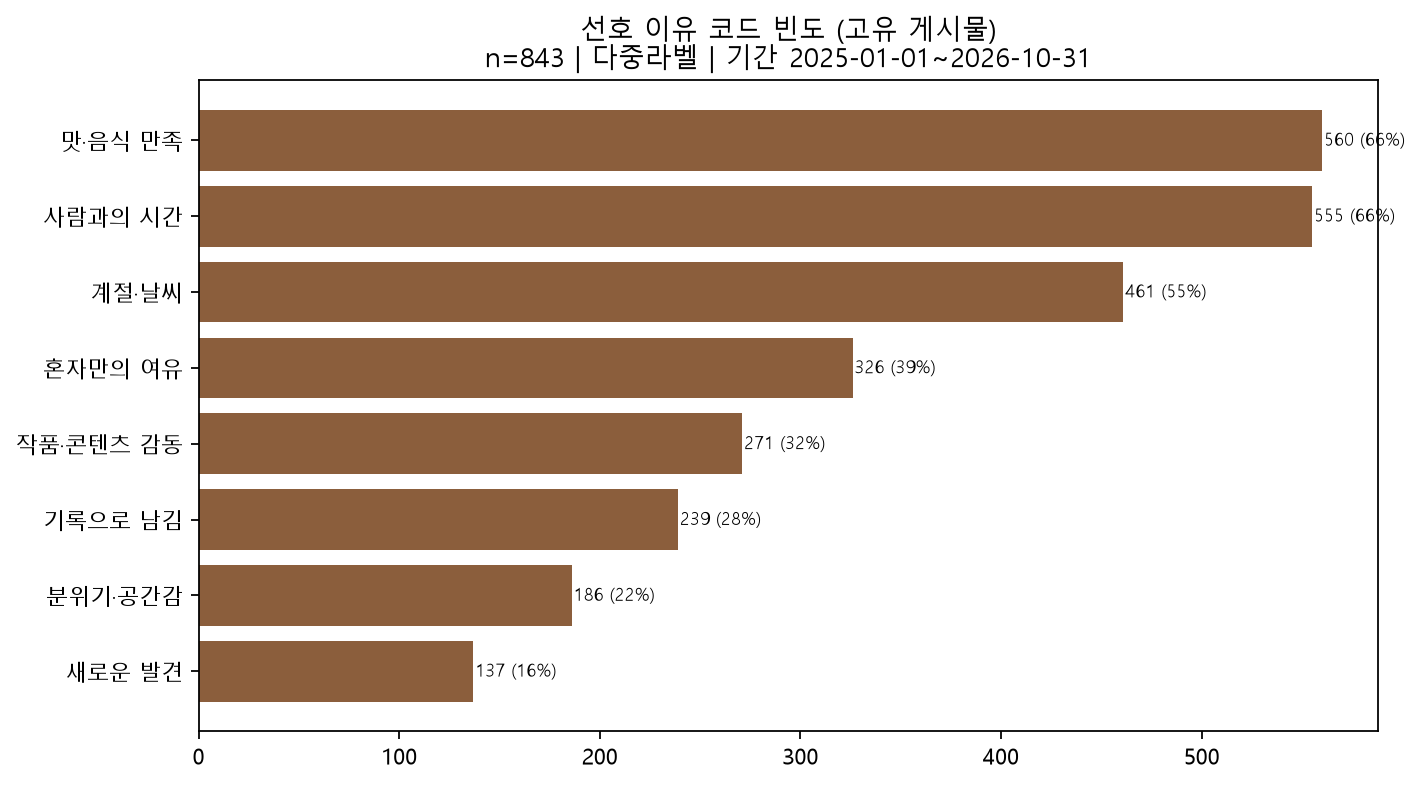 선호 이유 코드 빈도 (고유 게시물)
n=843 | 다중라벨 | 기간 2025-01-01~2026-10-31
맛·음식 만족 560 (66%)
사람과의 시간 555 (66%)
계절·날씨 461 (55%)
혼자만의 여유 326 (39%)
작품·콘텐츠 감동 271 (32%)
기록으로 남김 239 (28%)
분위기·공간감 186 (22%)
새로운 발견 137 (16%)
0 100 200 300 400 500